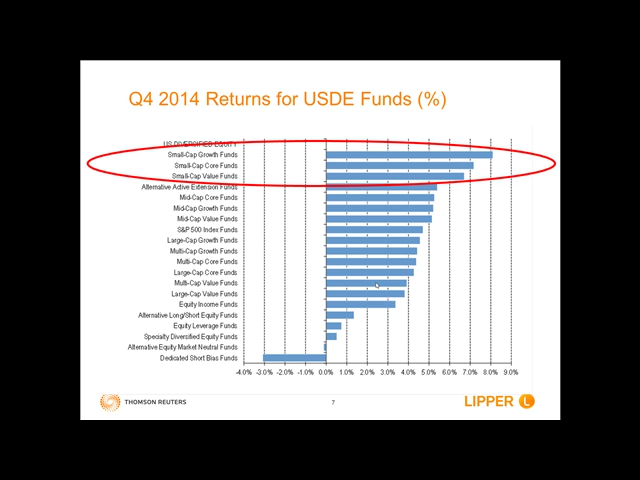 Q4 2014 Returns for USDE Funds (%)
US DIVERSIFIED EQUITY
Small-Cap Growth Funds
Small-Cap Core Funds
Small-Cap Value Funds
Alternative Active Extension Funds
Mid-Cap Core Funds
Mid-Cap Growth Funds
Mid-Cap Value Funds
S&P 500 Index Funds
Large-Cap Growth Funds
Multi-Cap Growth Funds
Multi-Cap Core Funds
Large-Cap Core Funds
Multi-Cap Value Funds
Large-Cap Value Funds
Equity Income Funds
Alternative Long/Short Equity Funds
Equity Leverage Funds
Specialty Diversified Equity Funds
Alternative Equity Market Neutral Funds
Dedicated Short Bias Funds
-4.0% -3.0% -2.0% -1.0% 0.0% 1.0% 2.0% 3.0% 4.0% 5.0% 6.0% 7.0% 8.0% 9.0%
THOMSON REUTERS
7
LIPPER L